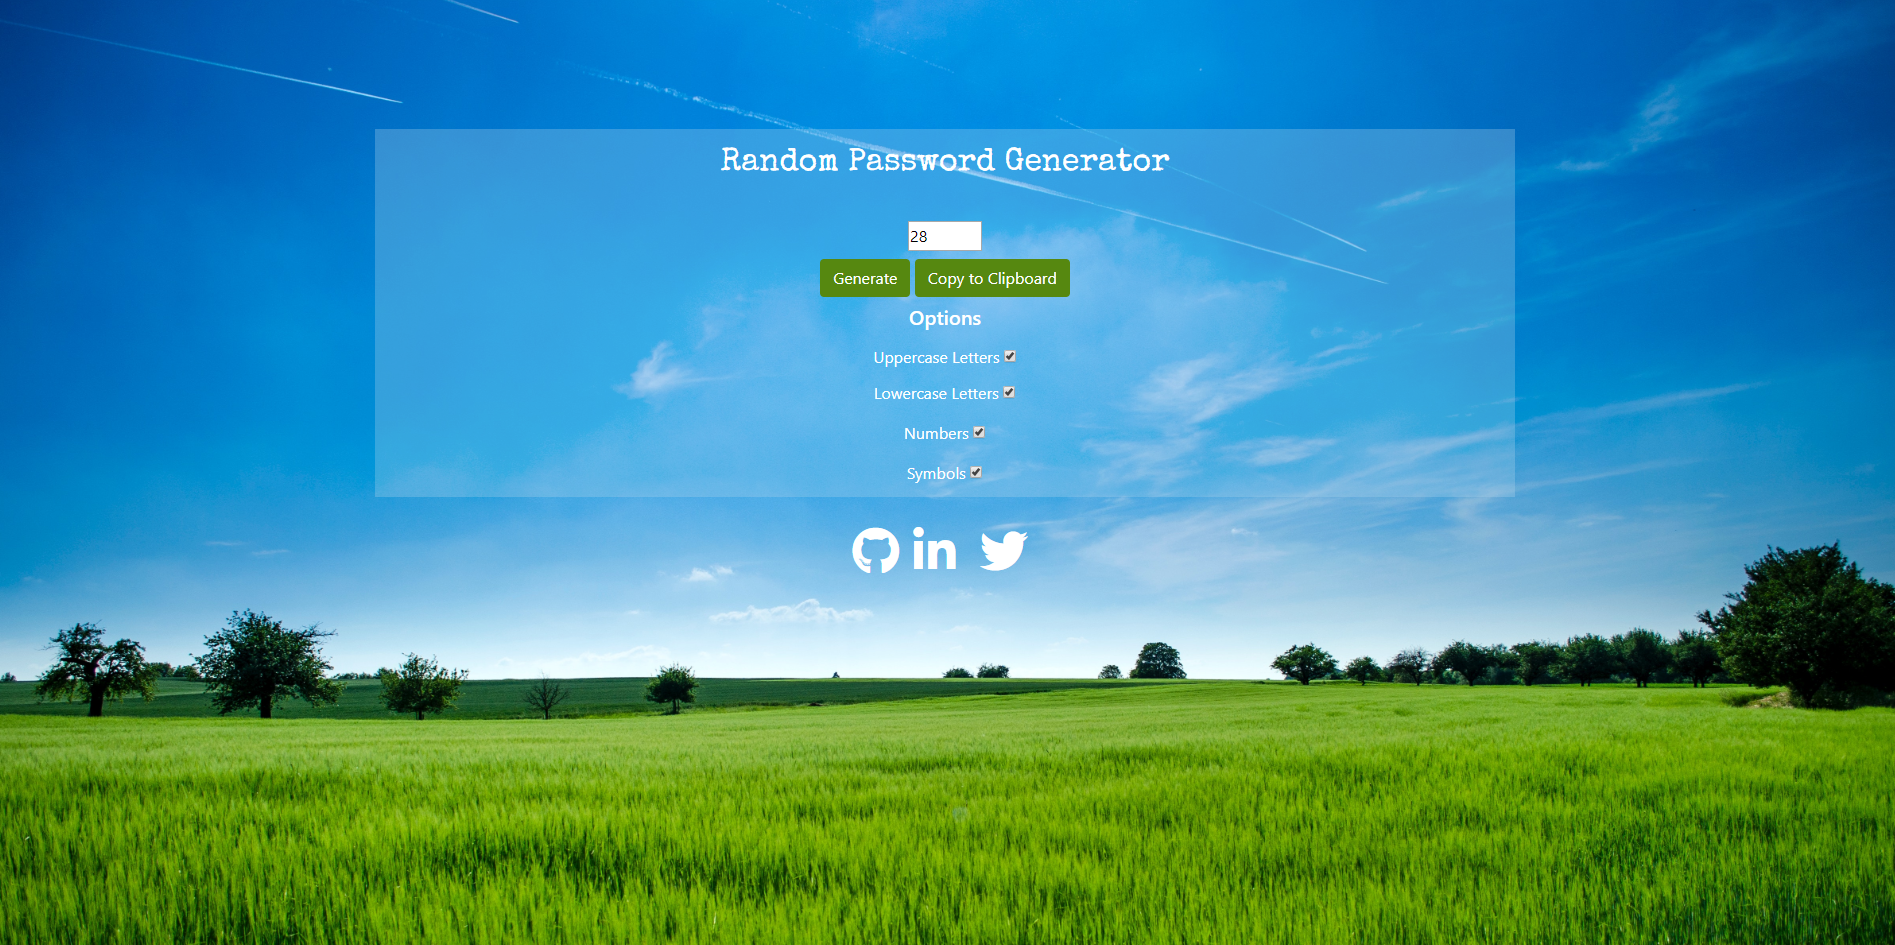 Random Password Generator
28
Generate Copy to Clipboard
Options
Uppercase Letters
Lowercase Letters
Numbers
Symbols
in